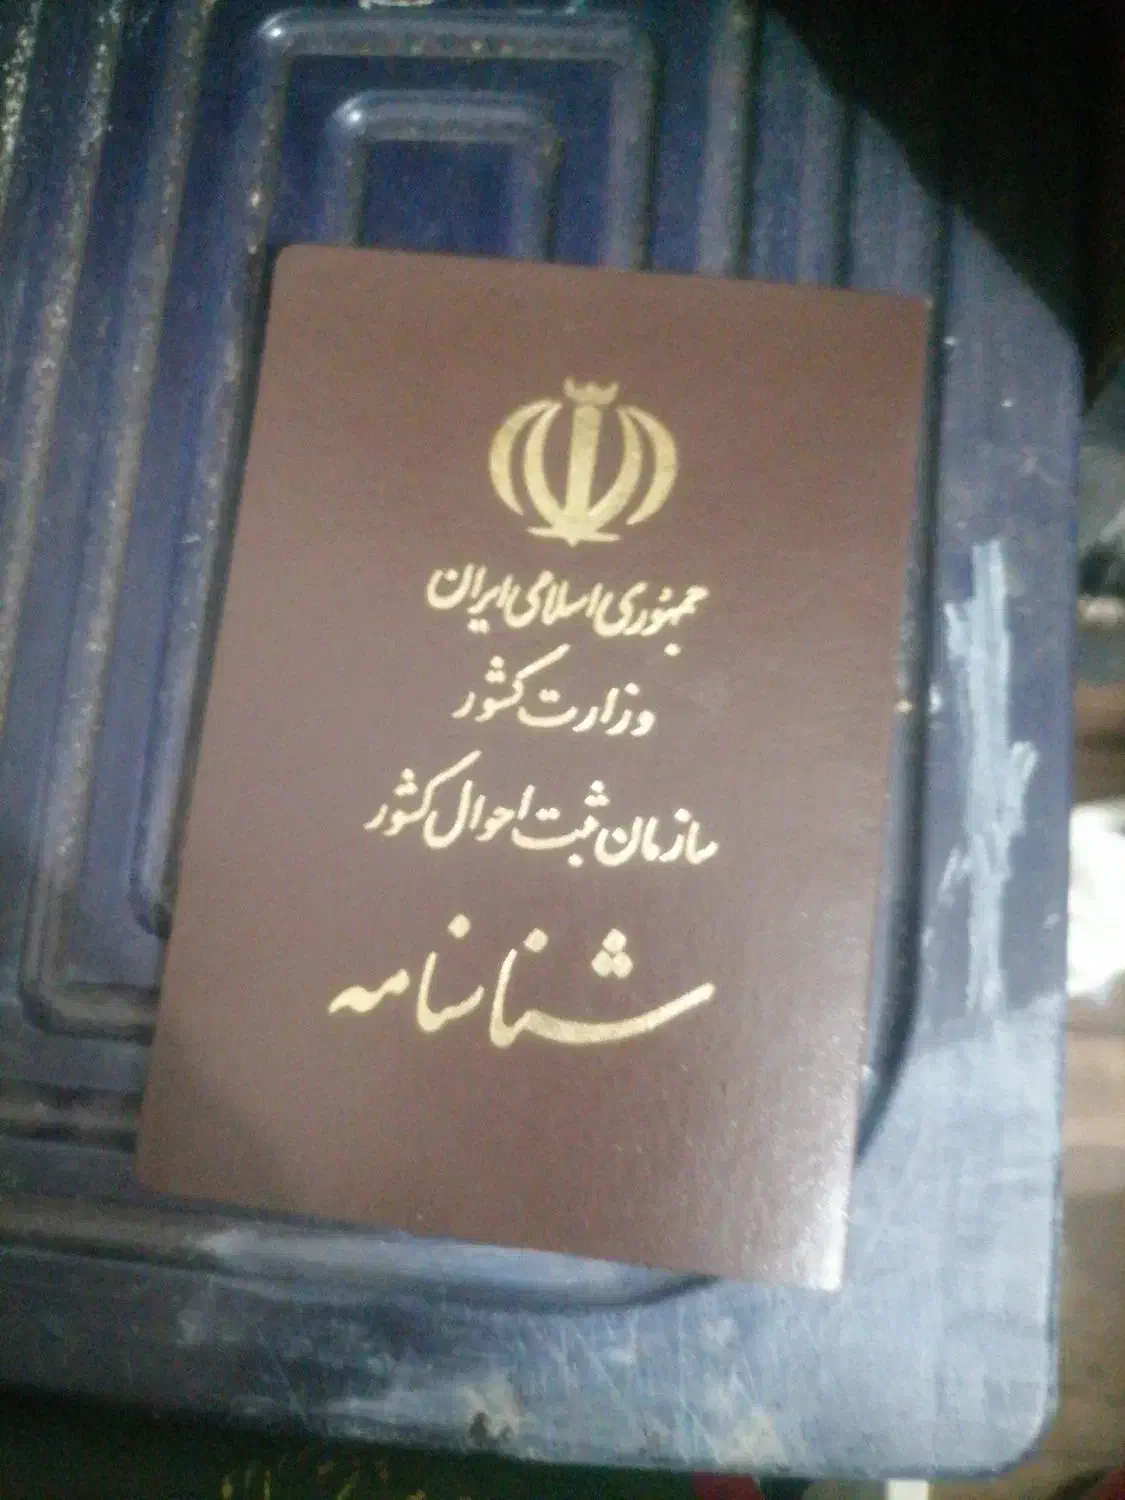 جمهوری اسلامی ایران
وزارت کشور
سازمان ثبت احوال کشور
شناسنامه